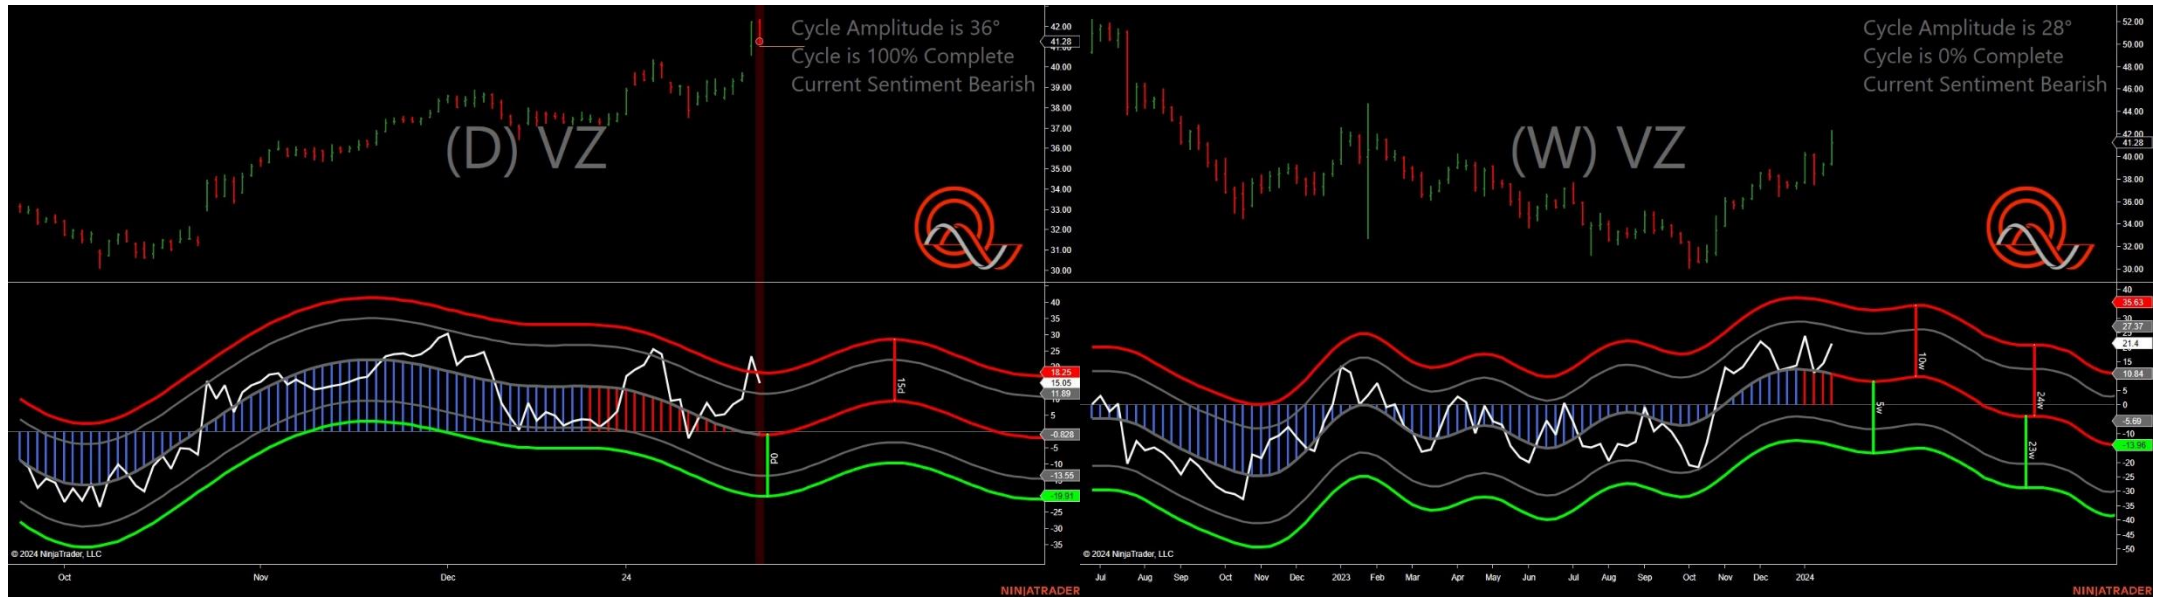 Cycle Amplitude is 36°
Cycle is 100% Complete
Current Sentiment Bearish
(D) VZ
42.00
41.28
41.00
40.00
39.00
38.00
37.00
36.00
35.00
34.00
33.00
32.00
31.00
30.00
40
35
30
25
20
18.25
15.05
11.89
5
-0.828
-5
-10
-13.55
-19.91
-25
-30
-35
15d
0d
© 2024 NinjaTrader, LLC
Oct
Nov
Dec
24
NINJATRADER
Cycle Amplitude is 28°
Cycle is 0% Complete
Current Sentiment Bearish
(W) VZ
52.00
50.00
48.00
46.00
44.00
42.00
41.28
40.00
38.00
36.00
34.00
32.00
30.00
40
35.63
30
27.37
21.4
15
10.84
5
0
-5.69
-10
-13.96
-20
-25
-30
-35
-40
-45
-50
10w
5w
24w
23w
© 2024 NinjaTrader, LLC
Jul
Aug
Sep
Oct
Nov
Dec
2023
Feb
Mar
Apr
May
Jun
Jul
Aug
Sep
Oct
Nov
Dec
2024
NINJATRADER